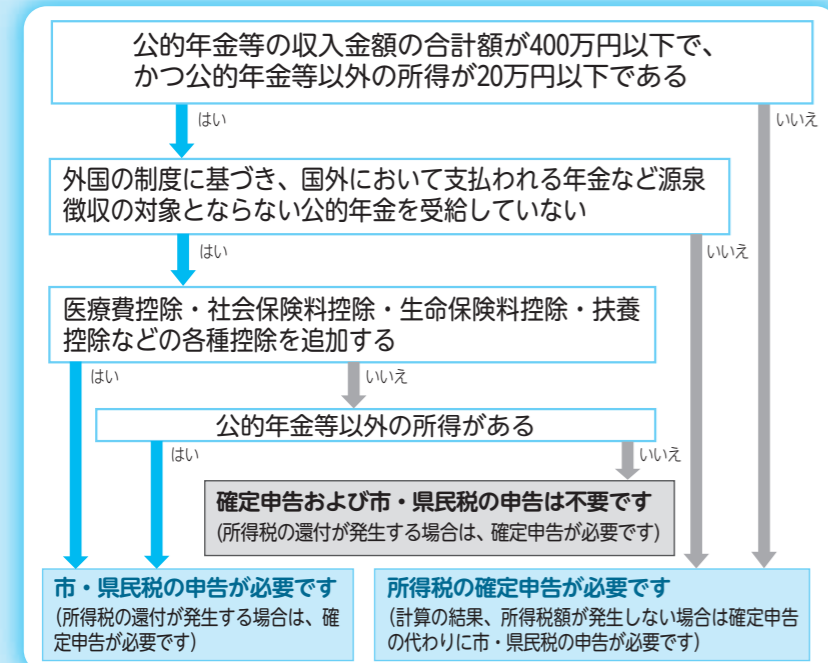 公的年金等の収入金額の合計額が400万円以下で、
かつ公的年金等以外の所得が20万円以下である
はい
いいえ
外国の制度に基づき、国外において支払われる年金など源泉
徴収の対象とならない公的年金を受給していない
はい
いいえ
医療費控除・社会保険料控除・生命保険料控除・扶養
控除などの各種控除を追加する
はい
いいえ
公的年金等以外の所得がある
はい
いいえ
確定申告および市・県民税の申告は不要です
(所得税の還付が発生する場合は、確定申告が必要です)
市・県民税の申告が必要です
(所得税の還付が発生する場合は、確
定申告が必要です)
所得税の確定申告が必要です
(計算の結果、所得税額が発生しない場合は確定申告
の代わりに市・県民税の申告が必要です)